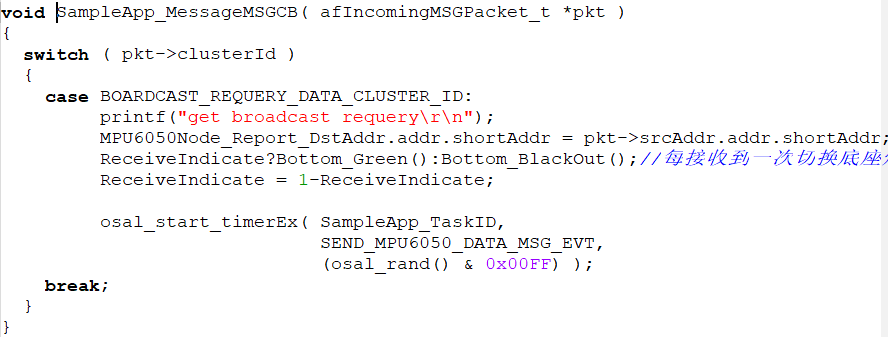 void SampleApp_MessageMSGCB( afIncomingMSGPacket_t *pkt )
{
  switch ( pkt->clusterId )
  {
    case BOARDCAST_REQUERY_DATA_CLUSTER_ID:
         printf("get broadcast requery\r\n");
         MPU6050Node_Report_DstAddr.addr.shortAddr = pkt->srcAddr.addr.shortAddr;
         ReceiveIndicate?Bottom_Green():Bottom_BlackOut();//每接收到一次切换底座
         ReceiveIndicate = 1-ReceiveIndicate;

         osal_start_timerEx( SampleApp_TaskID,
                             SEND_MPU6050_DATA_MSG_EVT,
                             (osal_rand() & 0x00FF) );
    break;
  }
}